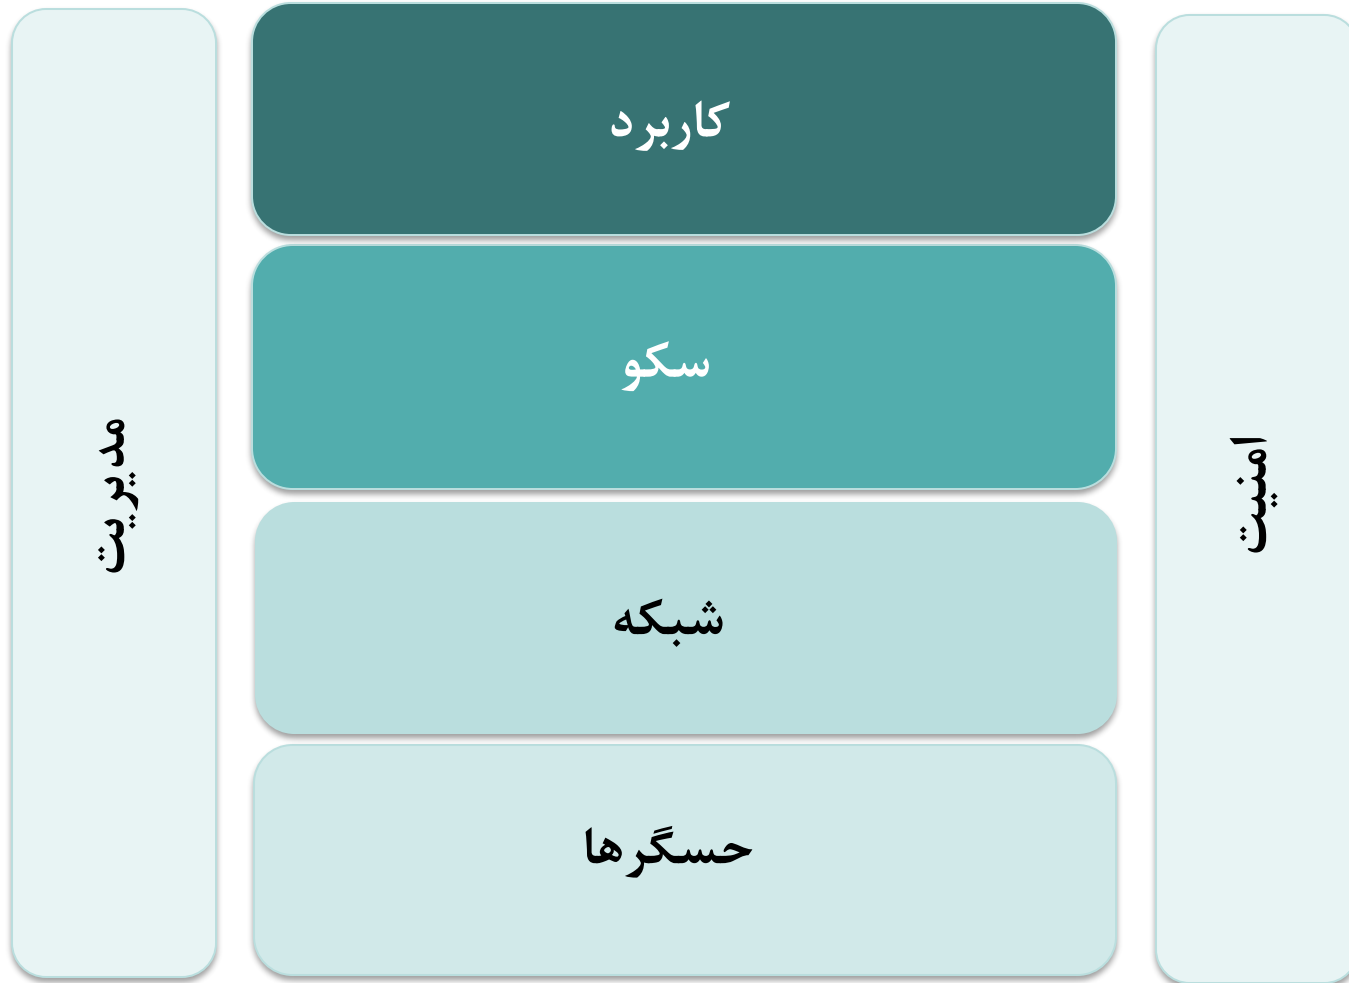 کاربرد
سکو
شبکه
حسگرها
امنیت
مدیریت